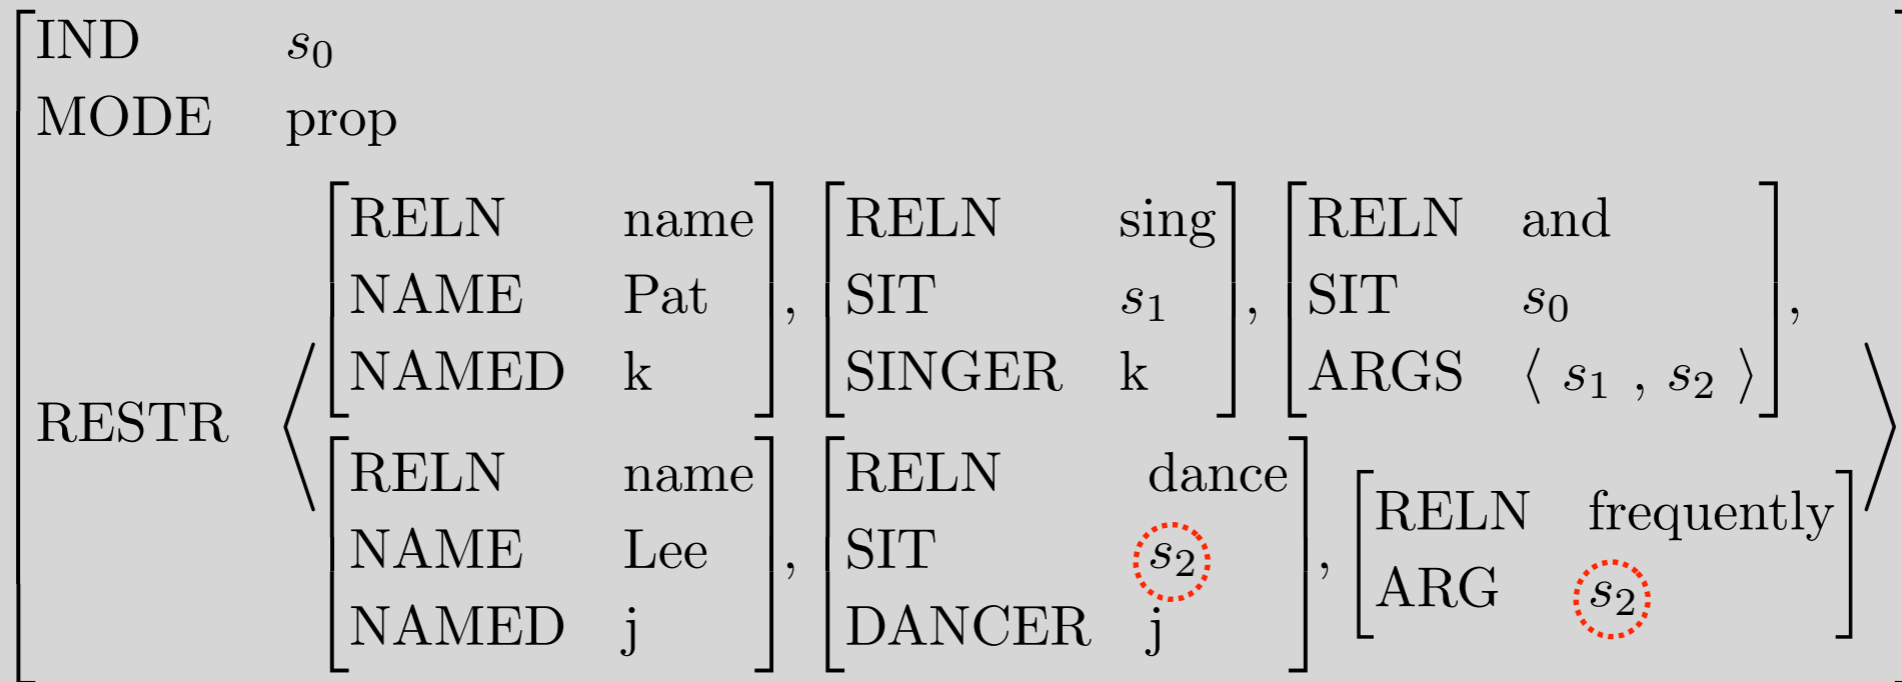 IND s₀
MODE prop
RELN name RELN sing RELN and
NAME Pat , SIT s₁ , SIT s₀ ,
NAMED k SINGER k ARGS ⟨ s₁ , s₂ ⟩
RESTR
RELN name RELN dance RELN frequently
NAME Lee , SIT s₂ , ARG s₂
NAMED j DANCER j